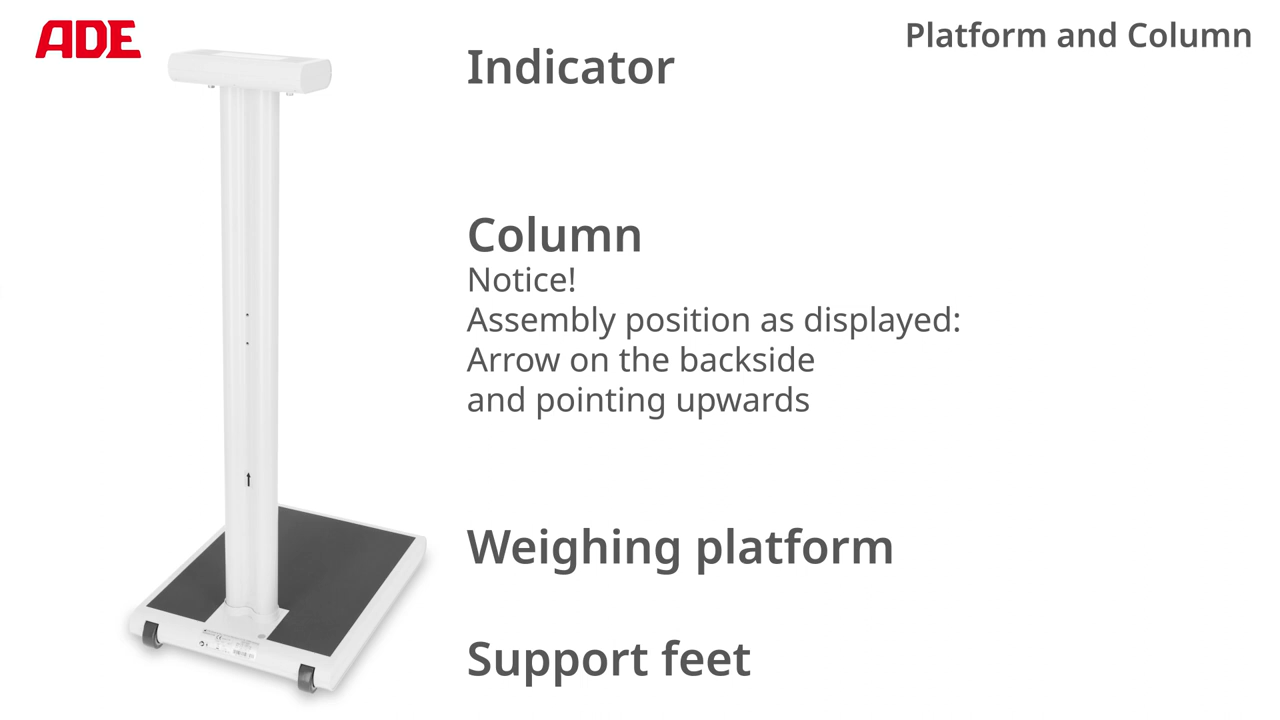 ADE
Platform and Column
Indicator
Column
Notice!
Assembly position as displayed:
Arrow on the backside
and pointing upwards
Weighing platform
Support feet